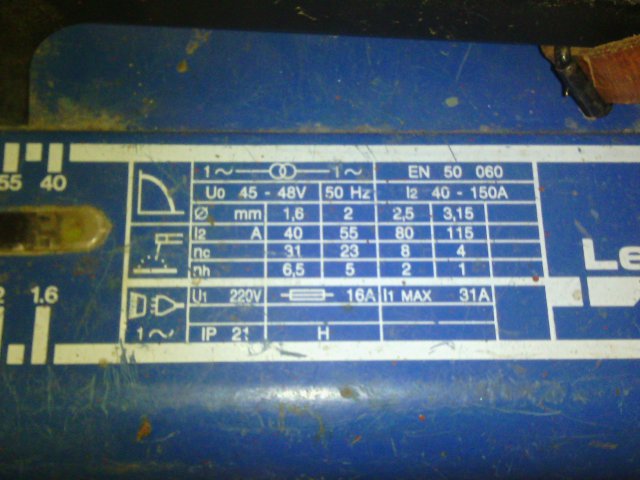 1~ 1~ EN 50 060
U0 45 - 48V 50 Hz I2 40 - 150A
Ø mm 1,6 2 2,5 3,15
I2 A 40 55 80 115
nc 31 23 8 4
nh 6,5 5 2 1
U1 220V 16A I1 MAX 31A
1~ IP 21 H
55 40
2 1.6
Le